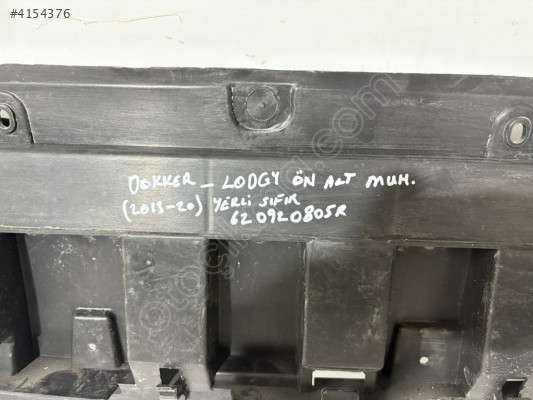 #4154376
DOKKER - LODGY ÖN ALT MUH.
(2013-20) YERLİ SIFIR
620920805R